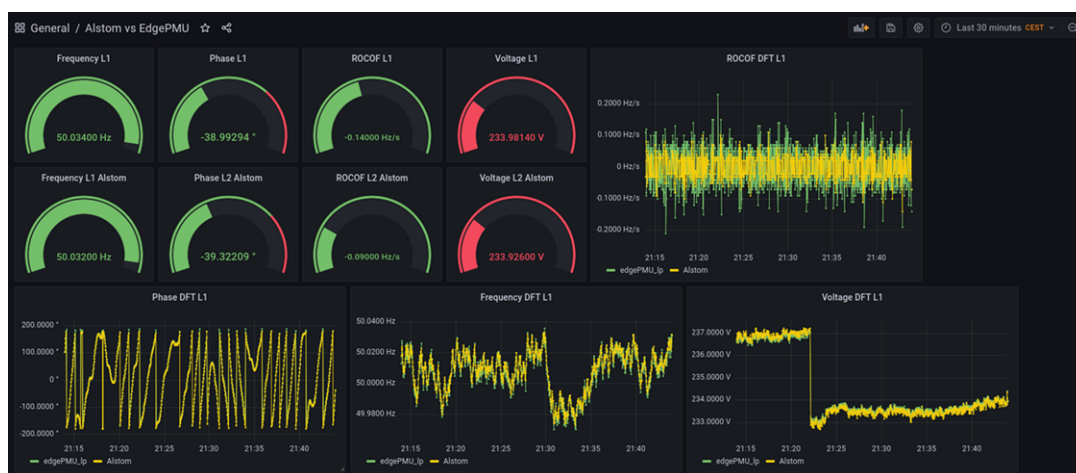 General / Alstom vs EdgePMU
Last 30 minutes CEST
Frequency L1
50.03400 Hz
Phase L1
-38.99294 °
ROCOF L1
-0.14000 Hz/s
Voltage L1
233.98140 V
Frequency L1 Alstom
50.03200 Hz
Phase L2 Alstom
-39.32209 °
ROCOF L2 Alstom
-0.09000 Hz/s
Voltage L2 Alstom
233.92600 V
ROCOF DFT L1
0.2000 Hz/s
0.1000 Hz/s
0 Hz/s
-0.1000 Hz/s
-0.2000 Hz/s
21:15 21:20 21:25 21:30 21:35 21:40
edgePMU_lp Alstom
Phase DFT L1
200.0000 °
100.0000 °
0 °
-100.0000 °
-200.0000 °
21:15 21:20 21:25 21:30 21:35 21:40
edgePMU_lp Alstom
Frequency DFT L1
50.0400 Hz
50.0200 Hz
50.0000 Hz
49.9800 Hz
21:15 21:20 21:25 21:30 21:35 21:40
edgePMU_lp Alstom
Voltage DFT L1
237.0000 V
236.0000 V
235.0000 V
234.0000 V
233.0000 V
21:15 21:20 21:25 21:30 21:35 21:40
edgePMU_lp Alstom